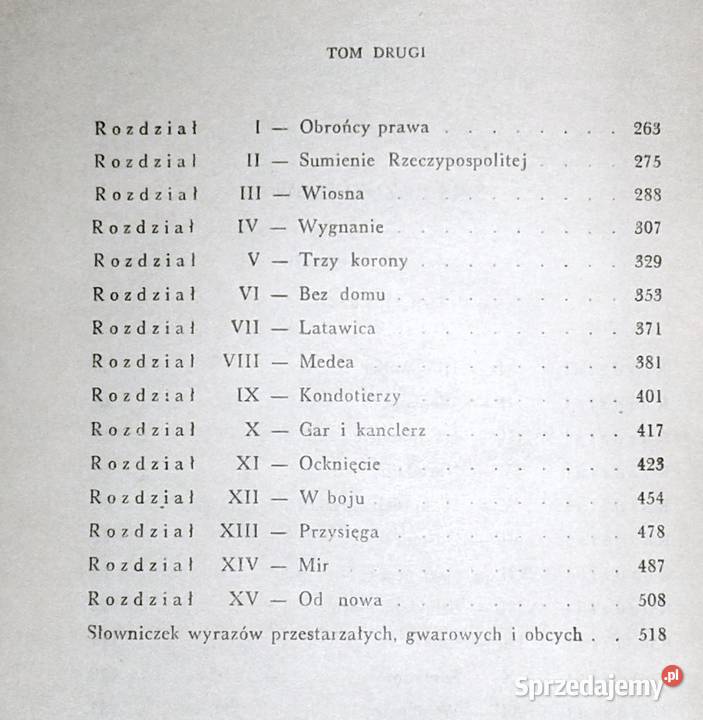 TOM DRUGI
Rozdział I — Obrońcy prawa . . . . . . . 263
Rozdział II — Sumienie Rzeczypospolitej . . . . 275
Rozdział III — Wiosna . . . . . . . . . 288
Rozdział IV — Wygnanie . . . . . . . . 307
Rozdział V — Trzy korony . . . . . . . . 329
Rozdział VI — Bez domu . . . . . . . . 353
Rozdział VII — Latawica . . . . . . . . 371
Rozdział VIII — Medea . . . . . . . . . 381
Rozdział IX — Kondotierzy . . . . . . . . 401
Rozdział X — Gar i kanclerz . . . . . . . 417
Rozdział XI — Ocknięcie . . . . . . . . 423
Rozdział XII — W boju . . . . . . . . . 454
Rozdział XIII — Przysięga . . . . . . . . 478
Rozdział XIV — Mir . . . . . . . . . . 487
Rozdział XV — Od nowa . . . . . . . . 508
Słowniczek wyrazów przestarzałych, gwarowych i obcych . . 518
Sprzedajemy.pl